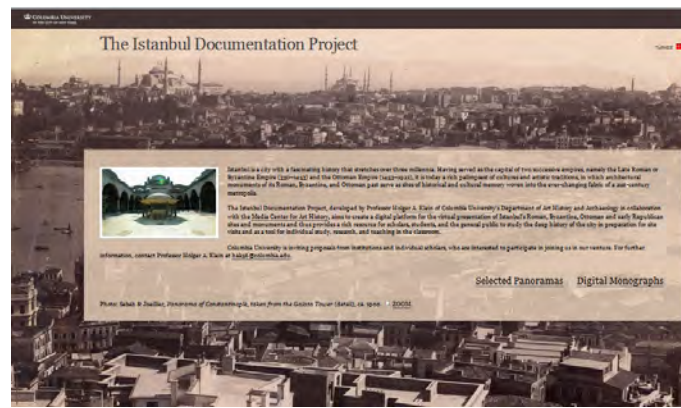 COLUMBIA UNIVERSITY
IN THE CITY OF NEW YORK
The Istanbul Documentation Project
Istanbul is a city with a fascinating history that stretches over three millennia. Having served as the capital of two successive empires, namely the Late Roman or
Byzantine Empire (330-1453) and the Ottoman Empire (1453-1922), it is today a rich palimpsest of cultures and artistic traditions, in which architectural
monuments of its Roman, Byzantine, and Ottoman past serve as sites of historical and cultural memory woven into the ever-changing fabric of a 21st-century
metropolis.
The Istanbul Documentation Project, developed by Professor Holger A. Klein of Columbia University's Department of Art History and Archaeology in collaboration
with the Media Center for Art History, aims to create a digital platform for the virtual presentation of Istanbul's Roman, Byzantine, Ottoman and early Republican
sites and monuments and thus provides a rich resource for scholars, students, and the general public to study the deep history of the city in preparation for site
visits and as a tool for individual study, research, and teaching in the classroom.
Columbia University is inviting proposals from institutions and individual scholars, who are interested to participate in joining us in our venture. For further
information, contact Professor Holger A. Klein at hak56@columbia.edu.
Selected Panoramas Digital Monographs
Photo: Sebah & Joaillier, Panorama of Constantinople, taken from the Galata Tower (detail), ca. 1900. ZOOM